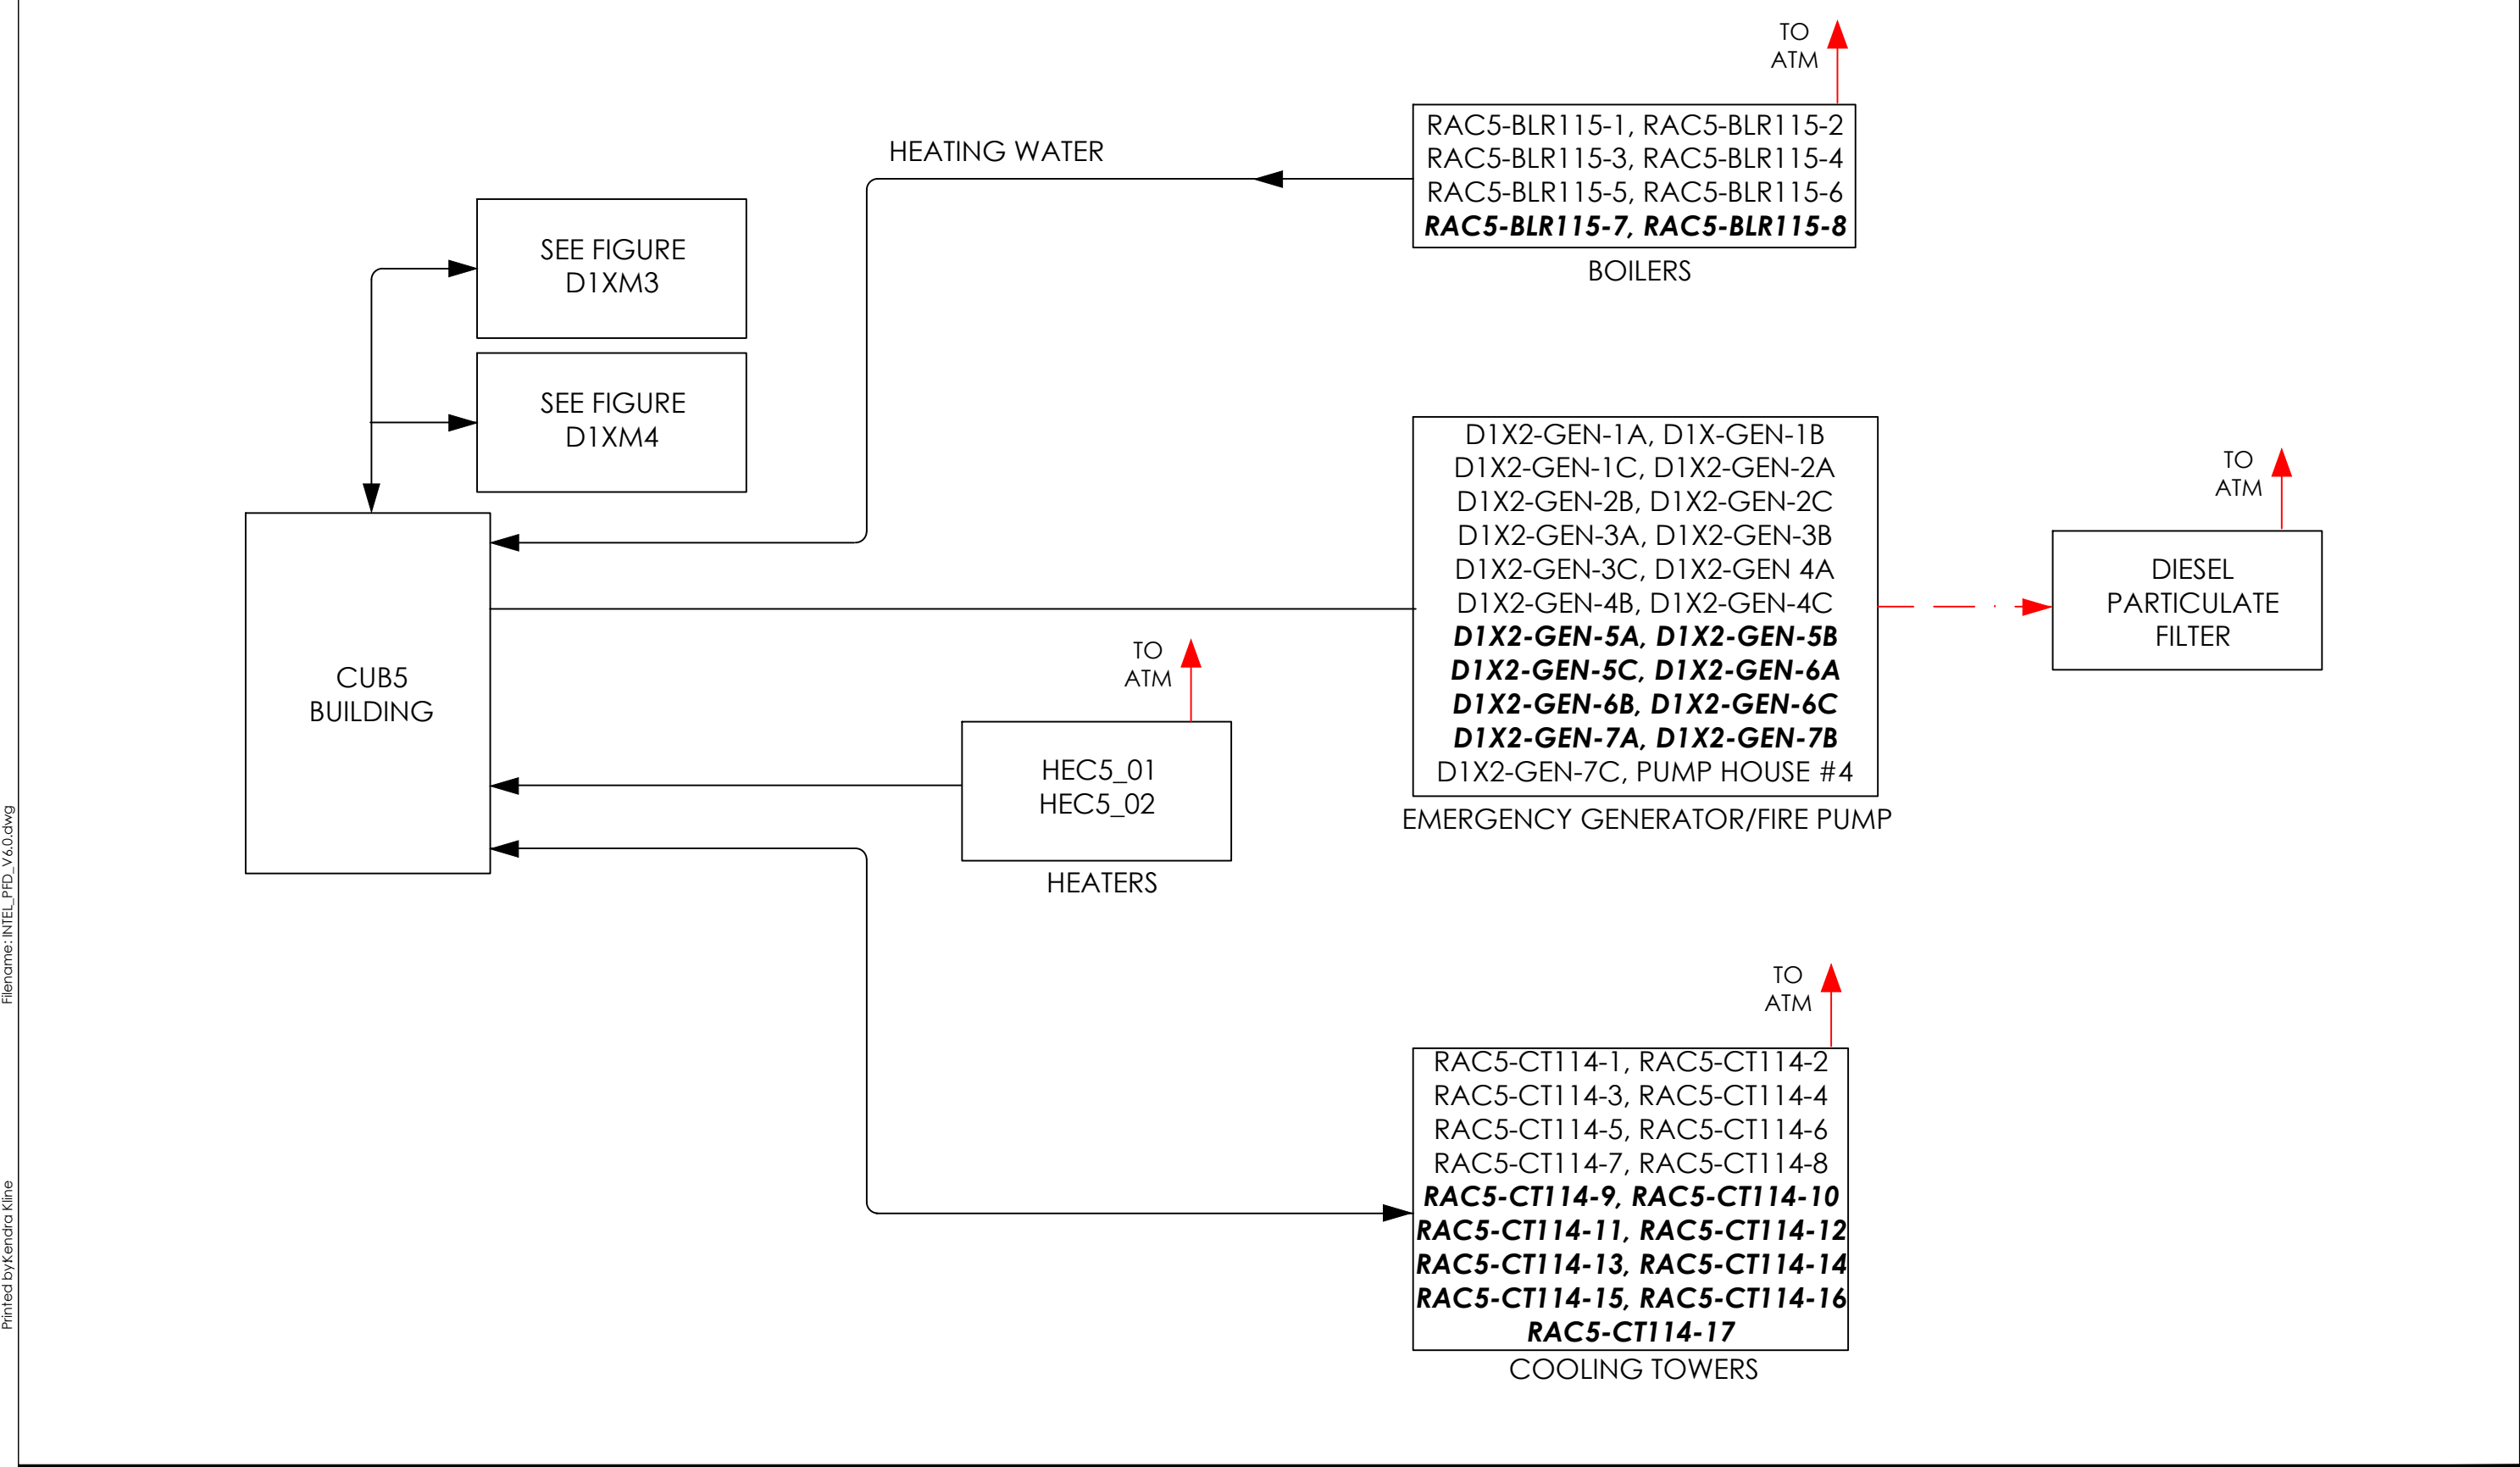 TO
ATM
RAC5-BLR115-1, RAC5-BLR115-2
RAC5-BLR115-3, RAC5-BLR115-4
RAC5-BLR115-5, RAC5-BLR115-6
RAC5-BLR115-7, RAC5-BLR115-8
BOILERS
HEATING WATER
SEE FIGURE
D1XM3
SEE FIGURE
D1XM4
D1X2-GEN-1A, D1X-GEN-1B
D1X2-GEN-1C, D1X2-GEN-2A
D1X2-GEN-2B, D1X2-GEN-2C
D1X2-GEN-3A, D1X2-GEN-3B
D1X2-GEN-3C, D1X2-GEN 4A
D1X2-GEN-4B, D1X2-GEN-4C
D1X2-GEN-5A, D1X2-GEN-5B
D1X2-GEN-5C, D1X2-GEN-6A
D1X2-GEN-6B, D1X2-GEN-6C
D1X2-GEN-7A, D1X2-GEN-7B
D1X2-GEN-7C, PUMP HOUSE #4
EMERGENCY GENERATOR/FIRE PUMP
TO
ATM
DIESEL
PARTICULATE
FILTER
CUB5
BUILDING
TO
ATM
HEC5_01
HEC5_02
HEATERS
TO
ATM
RAC5-CT114-1, RAC5-CT114-2
RAC5-CT114-3, RAC5-CT114-4
RAC5-CT114-5, RAC5-CT114-6
RAC5-CT114-7, RAC5-CT114-8
RAC5-CT114-9, RAC5-CT114-10
RAC5-CT114-11, RAC5-CT114-12
RAC5-CT114-13, RAC5-CT114-14
RAC5-CT114-15, RAC5-CT114-16
RAC5-CT114-17
COOLING TOWERS
Filename: INTEL_PFD_V6.0.dwg
Printed byKendra Kline